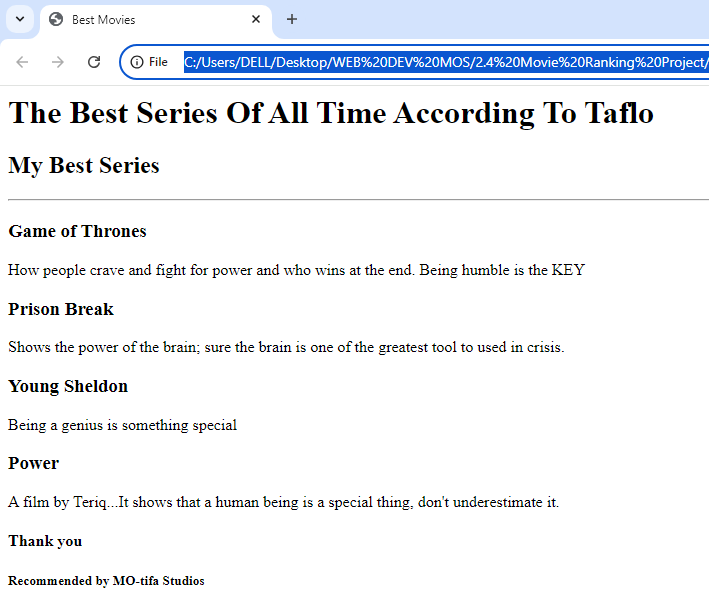 Best Movies
File
C:/Users/DELL/Desktop/WEB%20DEV%20MOS/2.4%20Movie%20Ranking%20Project/
The Best Series Of All Time According To Taflo
My Best Series
Game of Thrones
How people crave and fight for power and who wins at the end. Being humble is the KEY
Prison Break
Shows the power of the brain; sure the brain is one of the greatest tool to used in crisis.
Young Sheldon
Being a genius is something special
Power
A film by Teriq...It shows that a human being is a special thing, don't underestimate it.
Thank you
Recommended by MO-tifa Studios